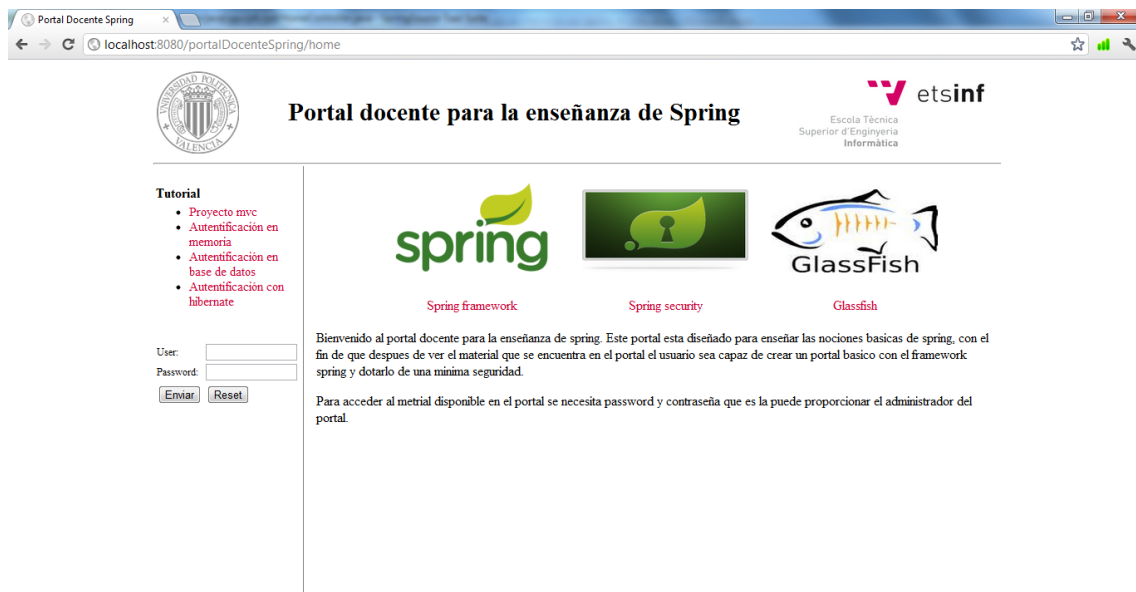 Portal Docente Spring
localhost:8080/portalDocenteSpring/home
UNIVERSIDAD POLITECNICA
VALENCIA
Portal docente para la enseñanza de Spring
etsinf
Escola Tècnica
Superior d'Enginyeria
Informàtica
Tutorial
Proyecto mvc
Autentificación en
memoria
Autentificación en
base de datos
Autentificación con
hibernate
User:
Password:
Enviar Reset
spring
GlassFish
Spring framework Spring security Glassfish
Bienvenido al portal docente para la enseñanza de spring. Este portal esta diseñado para enseñar las nociones basicas de spring, con el
fin de que despues de ver el material que se encuentra en el portal el usuario sea capaz de crear un portal basico con el framework
spring y dotarlo de una minima seguridad.
Para acceder al metrial disponible en el portal se necesita password y contraseña que es la puede proporcionar el administrador del
portal.